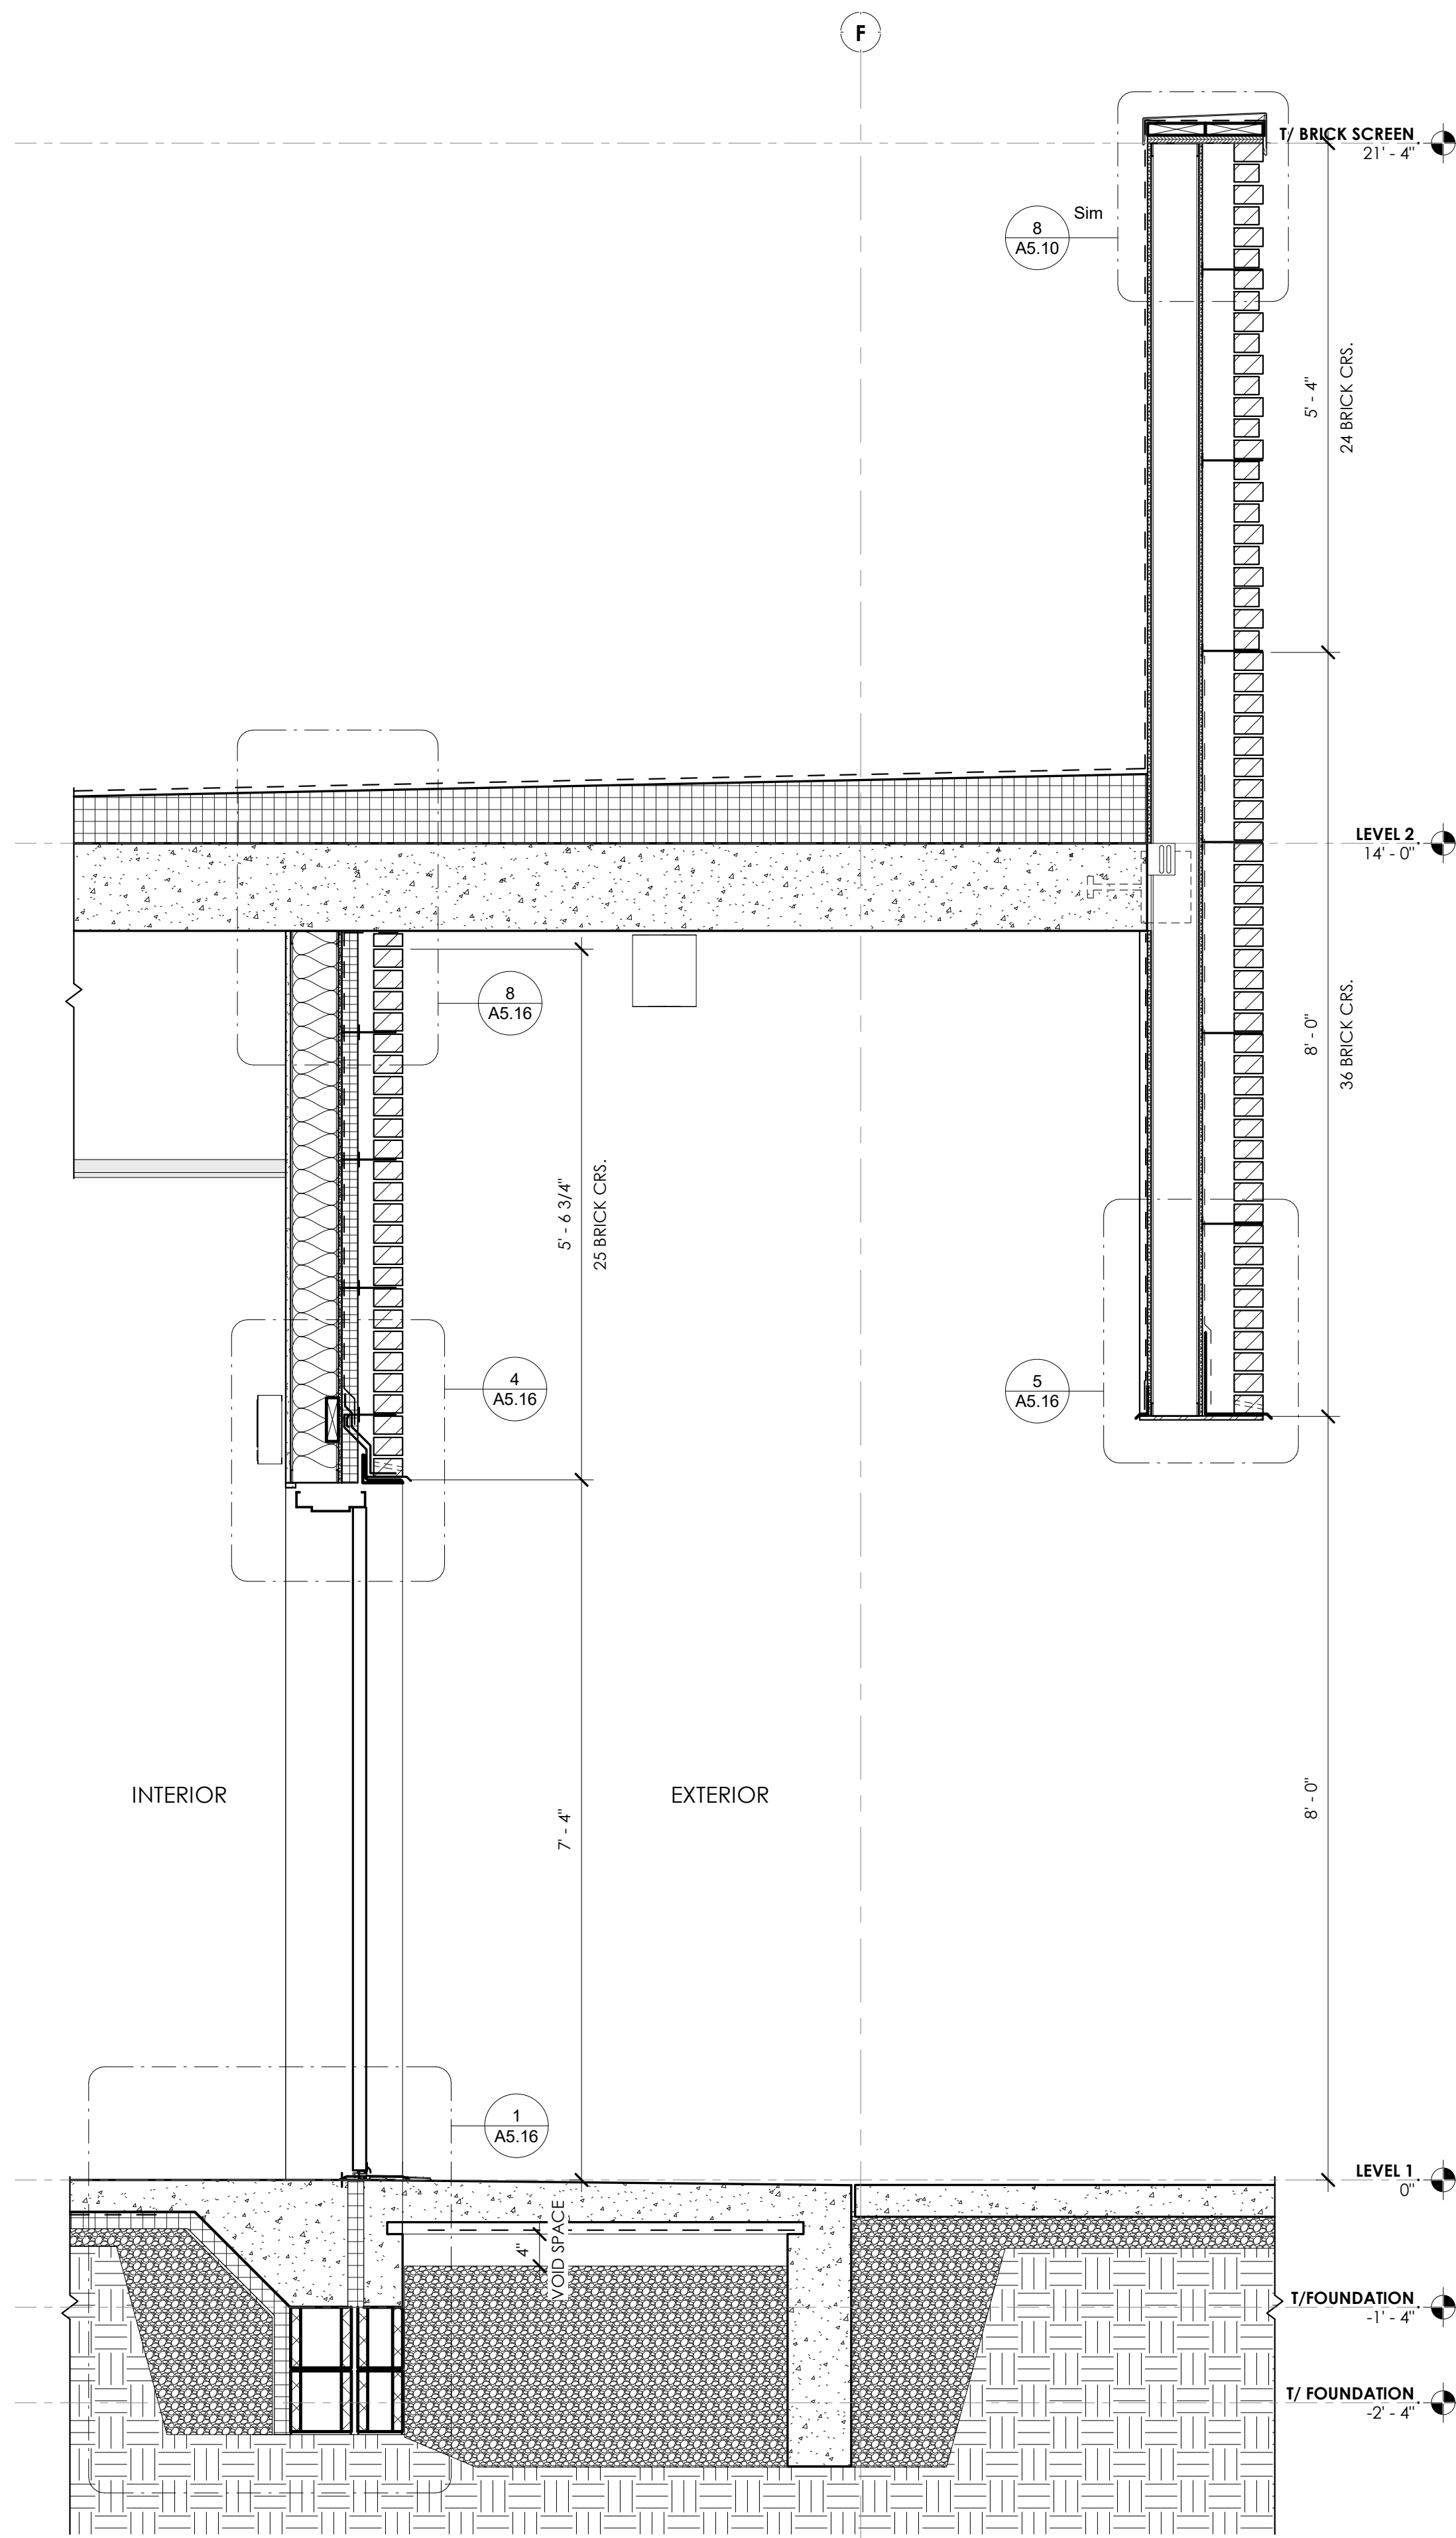 F
T/ BRICK SCREEN
21' - 4"
Sim
8
A5.10
5' - 4"
24 BRICK CRS.
LEVEL 2
14' - 0"
8
A5.16
8' - 0"
36 BRICK CRS.
5' - 6 3/4"
25 BRICK CRS.
4
A5.16
5
A5.16
INTERIOR
EXTERIOR
7' - 4"
8' - 0"
1
A5.16
LEVEL 1
0"
4"
VOID SPACE
T/FOUNDATION
-1' - 4"
T/ FOUNDATION
-2' - 4"